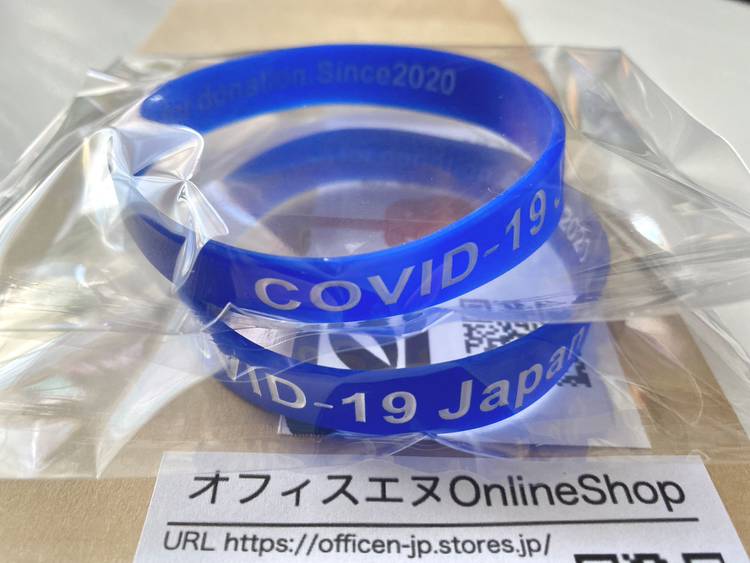 donation.Since2020
COVID-19 J
VID-19 Japan
オフィスエヌOnlineShop
URL https://officen-jp.stores.jp/